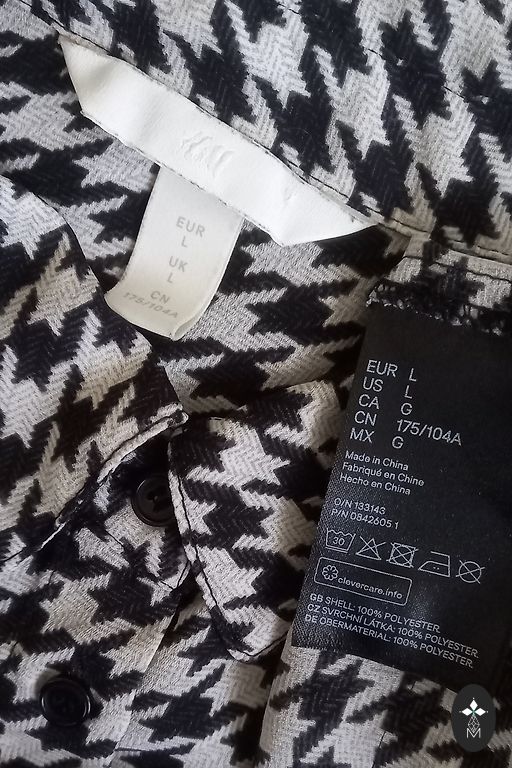 H&M
EUR
L
UK
L
CN
175/104A
EUR L
US L
CA G
CN 175/104A
MX G
Made in China
Fabriqué en Chine
Hecho en China
O/N 133143
P/N 0842605 1
30
clevercare.info
GB SHELL: 100% POLYESTER.
CZ SVRCHNÍ LÁTKA: 100% POLYESTER.
DE OBERMATERIAL: 100% POLYESTER.
M